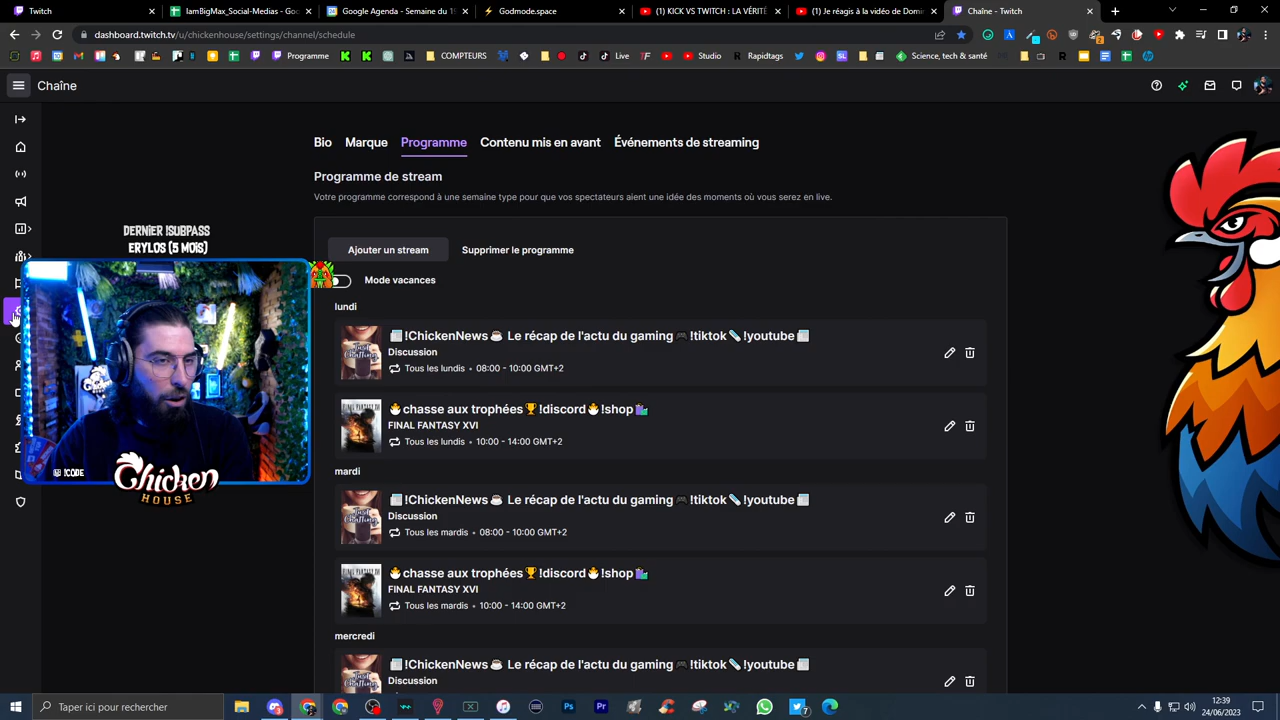 Twitch
IamBigMax_Social-Medias - Goo
Google Agenda - Semaine du 19
Godmode.space
(1) KICK VS TWITCH : LA VÉRITÉ
(1) Je réagis à la vidéo de Domin
Chaîne - Twitch
dashboard.twitch.tv/u/chickenhouse/settings/channel/schedule
Programme
COMPTEURS
Live
Studio
Rapidtags
Science, tech & santé
Chaîne
Bio
Marque
Programme
Contenu mis en avant
Événements de streaming
Programme de stream
Votre programme correspond à une semaine type pour que vos spectateurs aient une idée des moments où vous serez en live.
DERNIER !SUBPASS
ERYLOS (5 MOIS)
Ajouter un stream
Supprimer le programme
Mode vacances
lundi
!ChickenNews☕ Le récap de l'actu du gaming🎮!tiktok🩹!youtube
Discussion
Tous les lundis • 08:00 - 10:00 GMT+2
🐣chasse aux trophées🏆!discord🐣!shop🛍
FINAL FANTASY XVI
Tous les lundis • 10:00 - 14:00 GMT+2
mardi
!ChickenNews☕ Le récap de l'actu du gaming🎮!tiktok🩹!youtube
Discussion
Tous les mardis • 08:00 - 10:00 GMT+2
🐣chasse aux trophées🏆!discord🐣!shop🛍
FINAL FANTASY XVI
Tous les mardis • 10:00 - 14:00 GMT+2
mercredi
!ChickenNews☕ Le récap de l'actu du gaming🎮!tiktok🩹!youtube
Discussion
!CODE
Chicken
HOUSE
Taper ici pour rechercher
12:39
24/06/2023